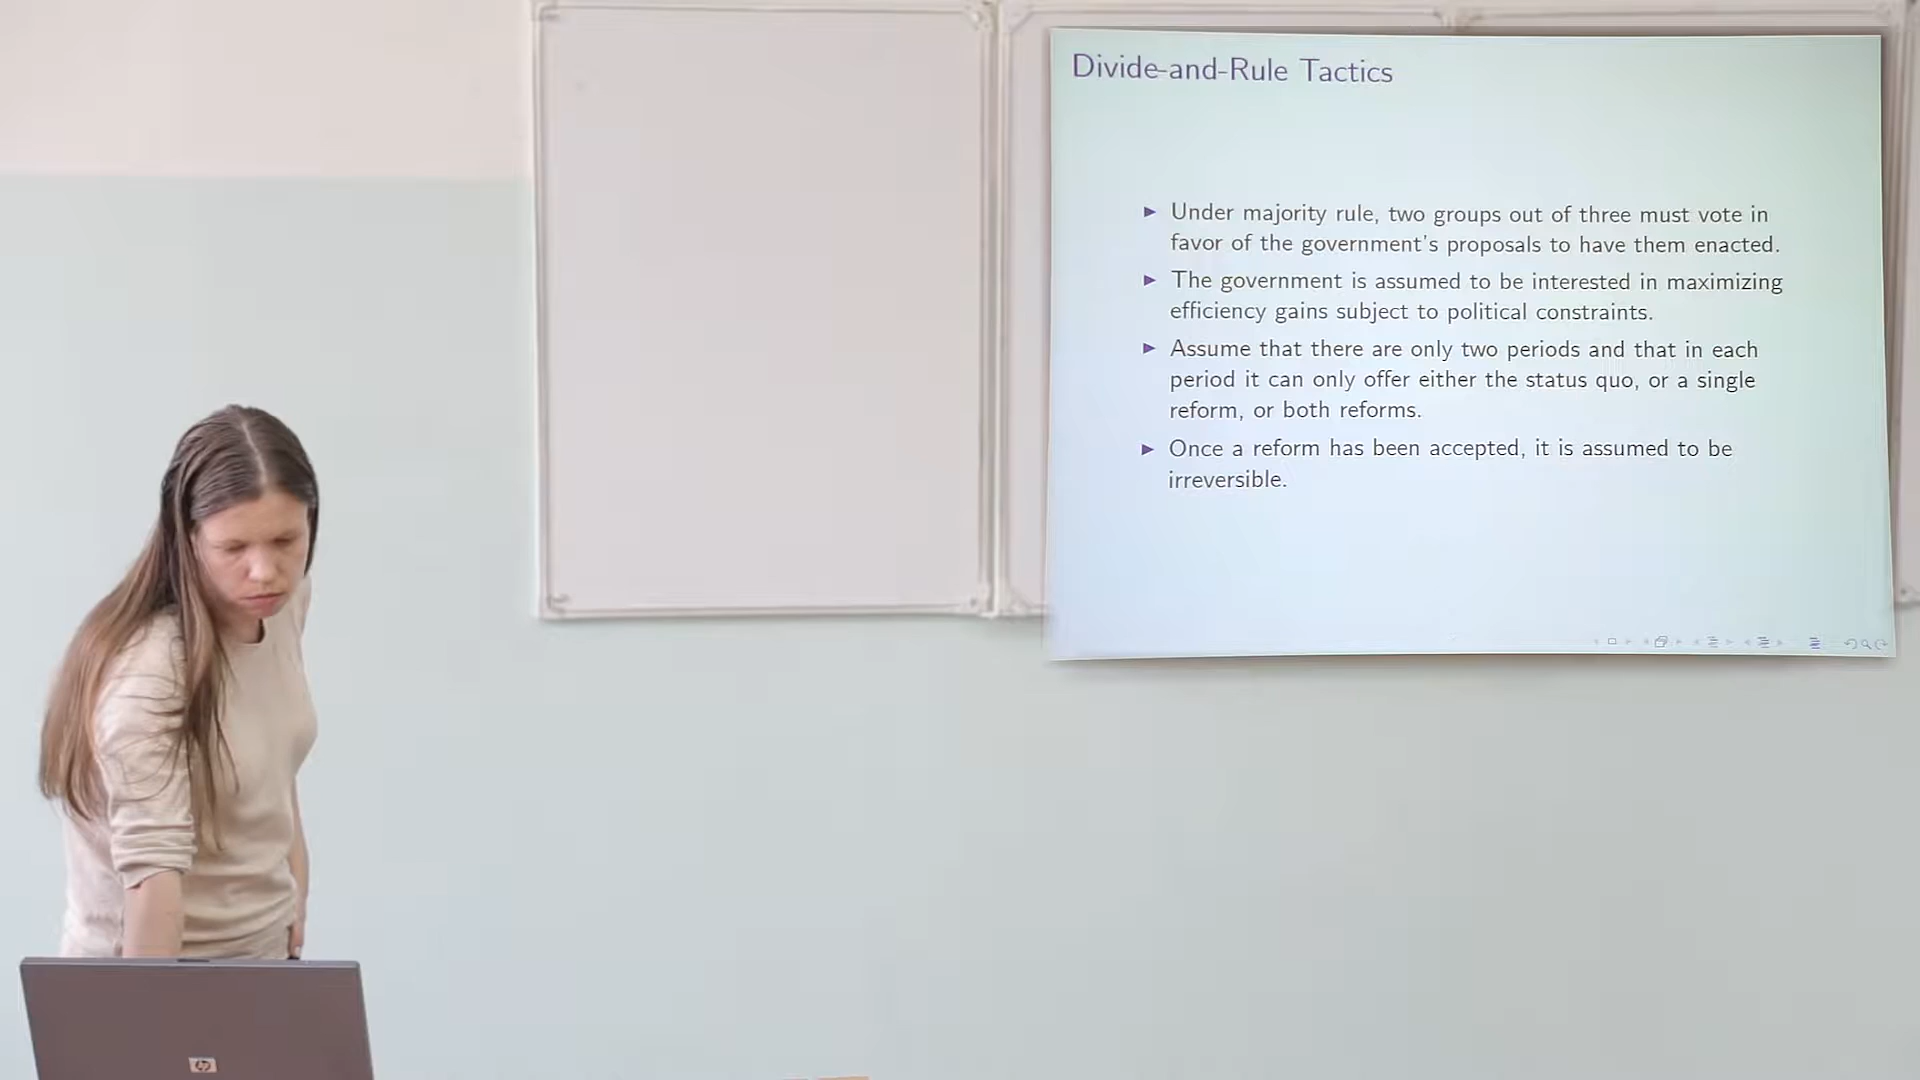 Divide-and-Rule Tactics
► Under majority rule, two groups out of three must vote in
favor of the government's proposals to have them enacted.
► The government is assumed to be interested in maximizing
efficiency gains subject to political constraints.
► Assume that there are only two periods and that in each
period it can only offer either the status quo, or a single
reform, or both reforms.
► Once a reform has been accepted, it is assumed to be
irreversible.
hp